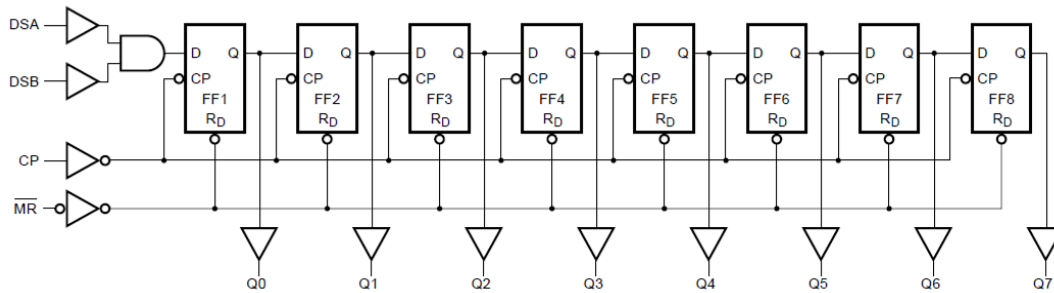 DSA
DSB
D Q D Q D Q D Q D Q D Q D Q D Q
CP CP CP CP CP CP CP CP
FF1 FF2 FF3 FF4 FF5 FF6 FF7 FF8
RD RD RD RD RD RD RD RD
CP
MR
Q0 Q1 Q2 Q3 Q4 Q5 Q6 Q7